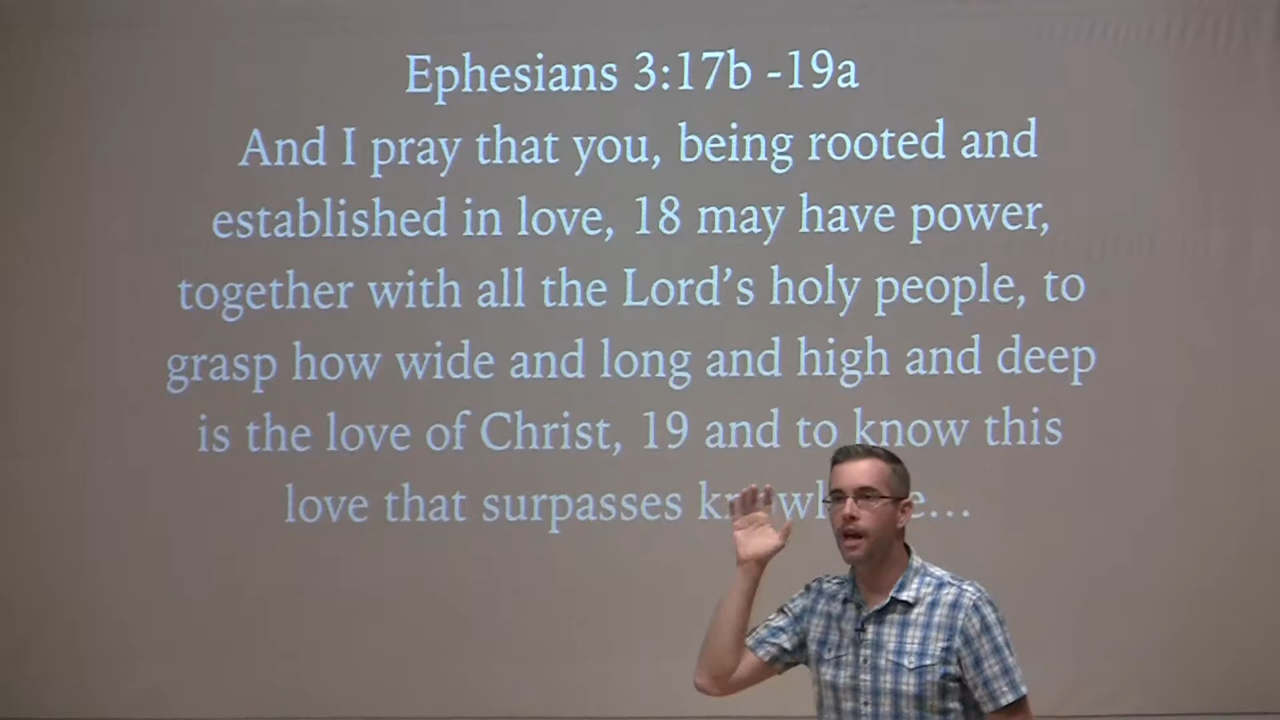 Ephesians 3:17b -19a
And I pray that you, being rooted and
established in love, 18 may have power,
together with all the Lord's holy people, to
grasp how wide and long and high and deep
is the love of Christ, 19 and to know this
love that surpasses